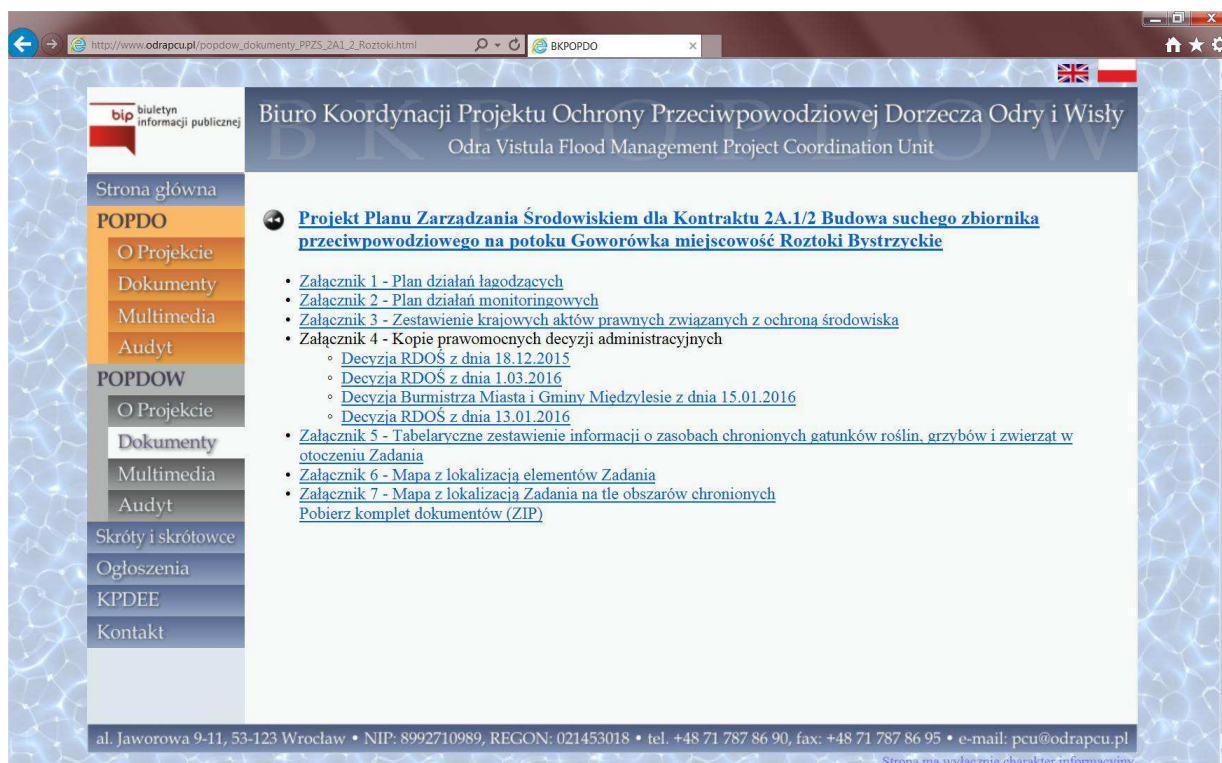 http://www.odrapcu.pl/popdow_dokumenty_PPZS_2A1_2_Roztoki.html
BKPOPDO
bip biuletyn
informacji publicznej
Biuro Koordynacji Projektu Ochrony Przeciwpowodziowej Dorzecza Odry i Wisły
Odra Vistula Flood Management Project Coordination Unit
B K P O P D O W
Strona główna
POPDO
O Projekcie
Dokumenty
Multimedia
Audyt
POPDOW
O Projekcie
Dokumenty
Multimedia
Audyt
Skróty i skrótowce
Ogłoszenia
KPDEE
Kontakt
Projekt Planu Zarządzania Środowiskiem dla Kontraktu 2A.1/2 Budowa suchego zbiornika
przeciwpowodziowego na potoku Goworówka miejscowość Roztoki Bystrzyckie
• Załącznik 1 - Plan działań łagodzących
• Załącznik 2 - Plan działań monitoringowych
• Załącznik 3 - Zestawienie krajowych aktów prawnych związanych z ochroną środowiska
• Załącznik 4 - Kopie prawomocnych decyzji administracyjnych
◦ Decyzja RDOŚ z dnia 18.12.2015
◦ Decyzja RDOŚ z dnia 1.03.2016
◦ Decyzja Burmistrza Miasta i Gminy Międzylesie z dnia 15.01.2016
◦ Decyzja RDOŚ z dnia 13.01.2016
• Załącznik 5 - Tabelaryczne zestawienie informacji o zasobach chronionych gatunków roślin, grzybów i zwierząt w
otoczeniu Zadania
• Załącznik 6 - Mapa z lokalizacją elementów Zadania
• Załącznik 7 - Mapa z lokalizacją Zadania na tle obszarów chronionych
Pobierz komplet dokumentów (ZIP)
al. Jaworowa 9-11, 53-123 Wrocław • NIP: 8992710989, REGON: 021453018 • tel. +48 71 787 86 90, fax: +48 71 787 86 95 • e-mail: pcu@odrapcu.pl
Strona ma wyłącznie charakter informacyjny